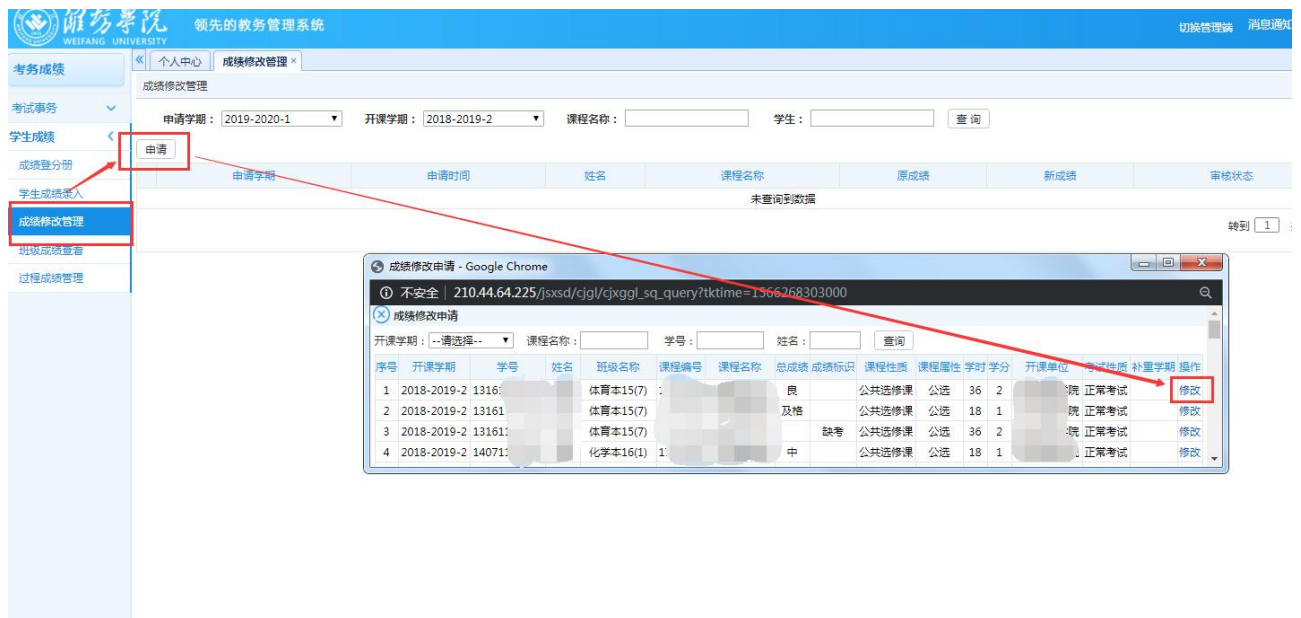 潍坊学院 领先的教务管理系统 切换管理端 消息通知
WEIFANG UNIVERSITY
考务成绩
考试事务
学生成绩
成绩登分册
学生成绩录入
成绩修改管理
班级成绩查看
过程成绩管理
« 个人中心 成绩修改管理 ×
成绩修改管理
申请学期： 2019-2020-1 开课学期： 2018-2019-2 课程名称： 学生： 查 询
申请
申请学期 申请时间 姓名 课程名称 原成绩 新成绩 审核状态
未查询到数据
转到 1
成绩修改申请 - Google Chrome
不安全 | 210.44.64.225/jsxsd/cjgl/cjxggl_sq_query?tktime=1566268303000
成绩修改申请
开课学期： --请选择-- 课程名称： 学号： 姓名： 查询
序号 开课学期 学号 姓名 班级名称 课程编号 课程名称 总成绩 成绩标识 课程性质 课程属性 学时 学分 开课单位 考试性质 补重学期 操作
1 2018-2019-2 1316 体育本15(7) 良 公共选修课 公选 36 2 院 正常考试 修改
2 2018-2019-2 13161 体育本15(7) 及格 公共选修课 公选 18 1 院 正常考试 修改
3 2018-2019-2 131611 体育本15(7) 缺考 公共选修课 公选 36 2 院 正常考试 修改
4 2018-2019-2 14071 化学本16(1) 1 中 公共选修课 公选 18 1 正常考试 修改